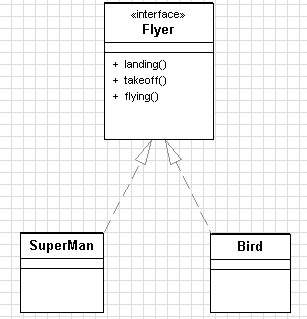 «interface»
Flyer
+ landing()
+ takeoff()
+ flying()
SuperMan
Bird